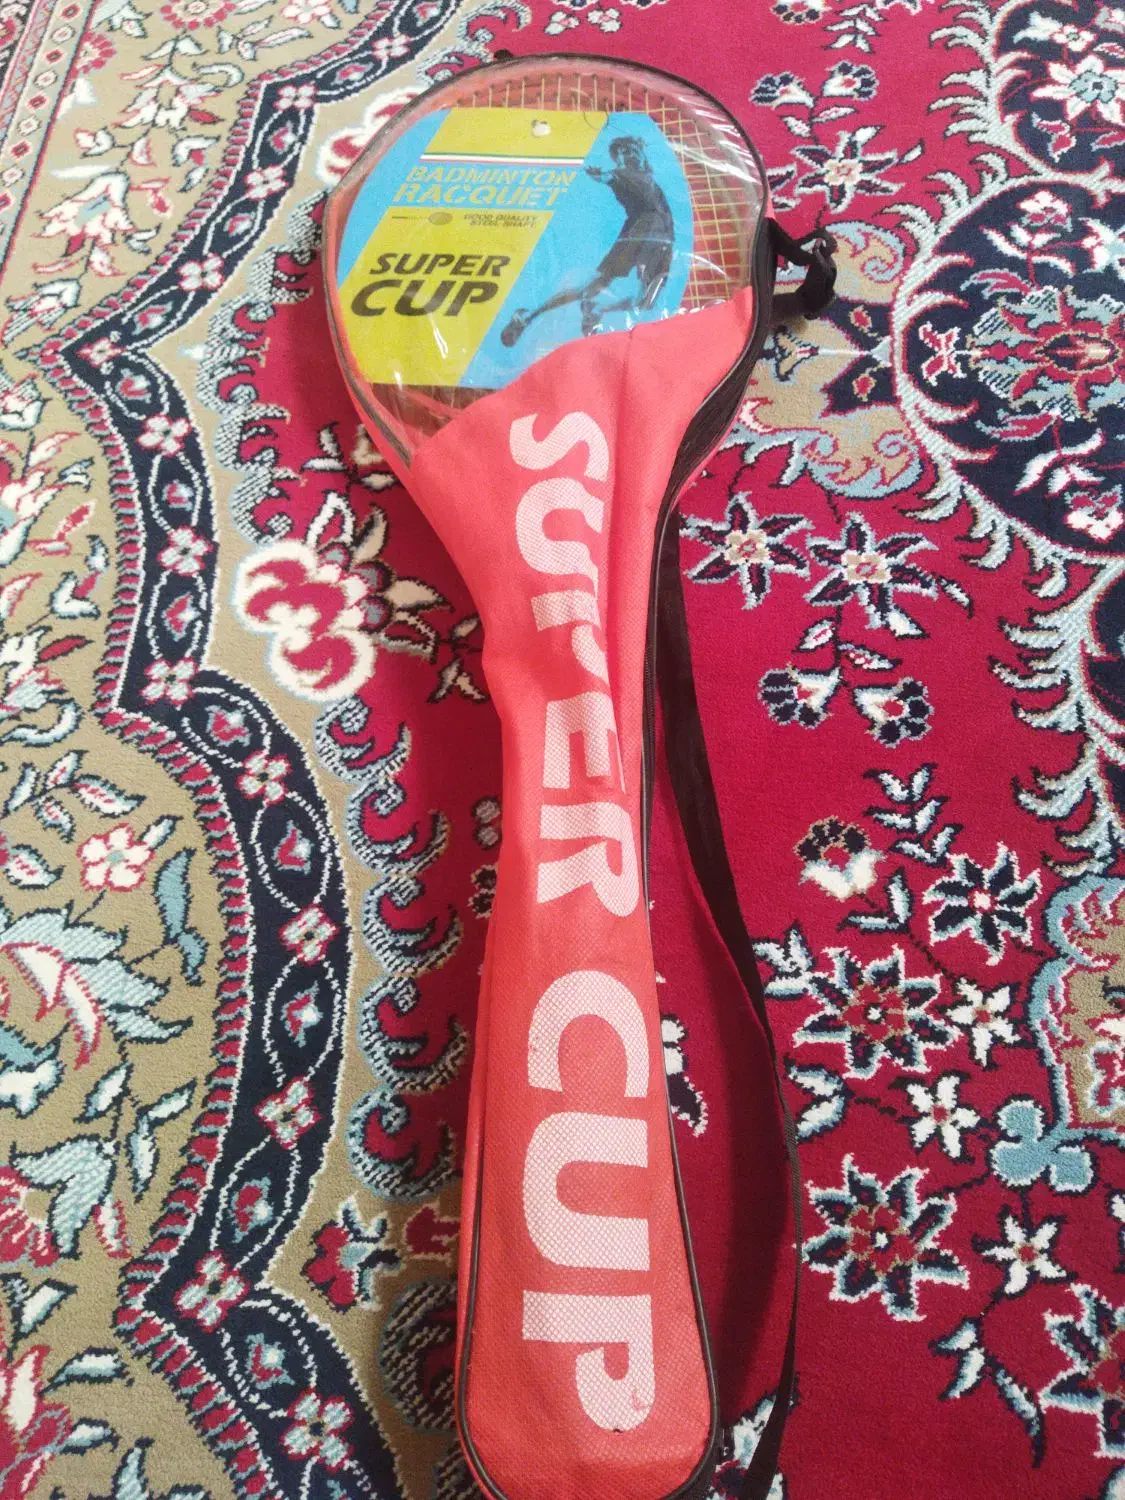 BADMINTON
RACQUET
GOOD QUALITY
STEEL SHAFT
SUPER
CUP
SUPER CUP